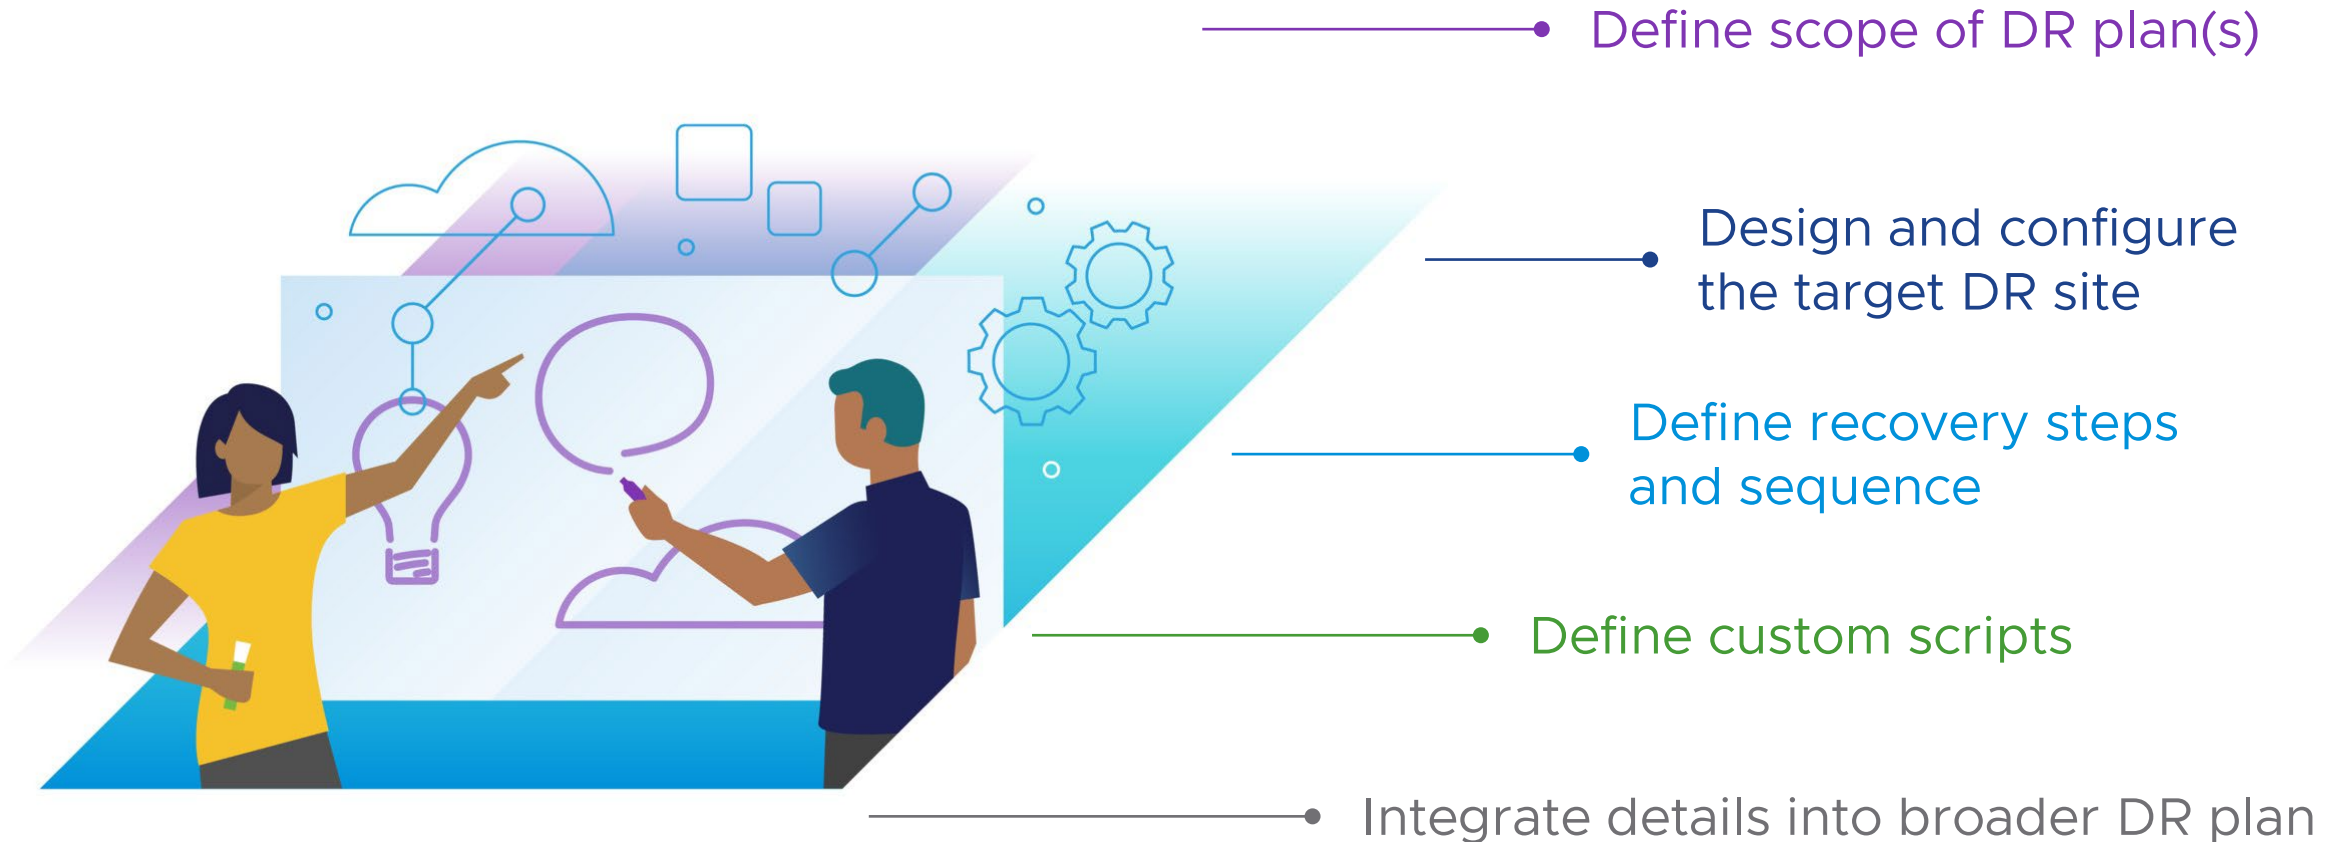 Define scope of DR plan(s)
Design and configure
the target DR site
Define recovery steps
and sequence
Define custom scripts
Integrate details into broader DR plan